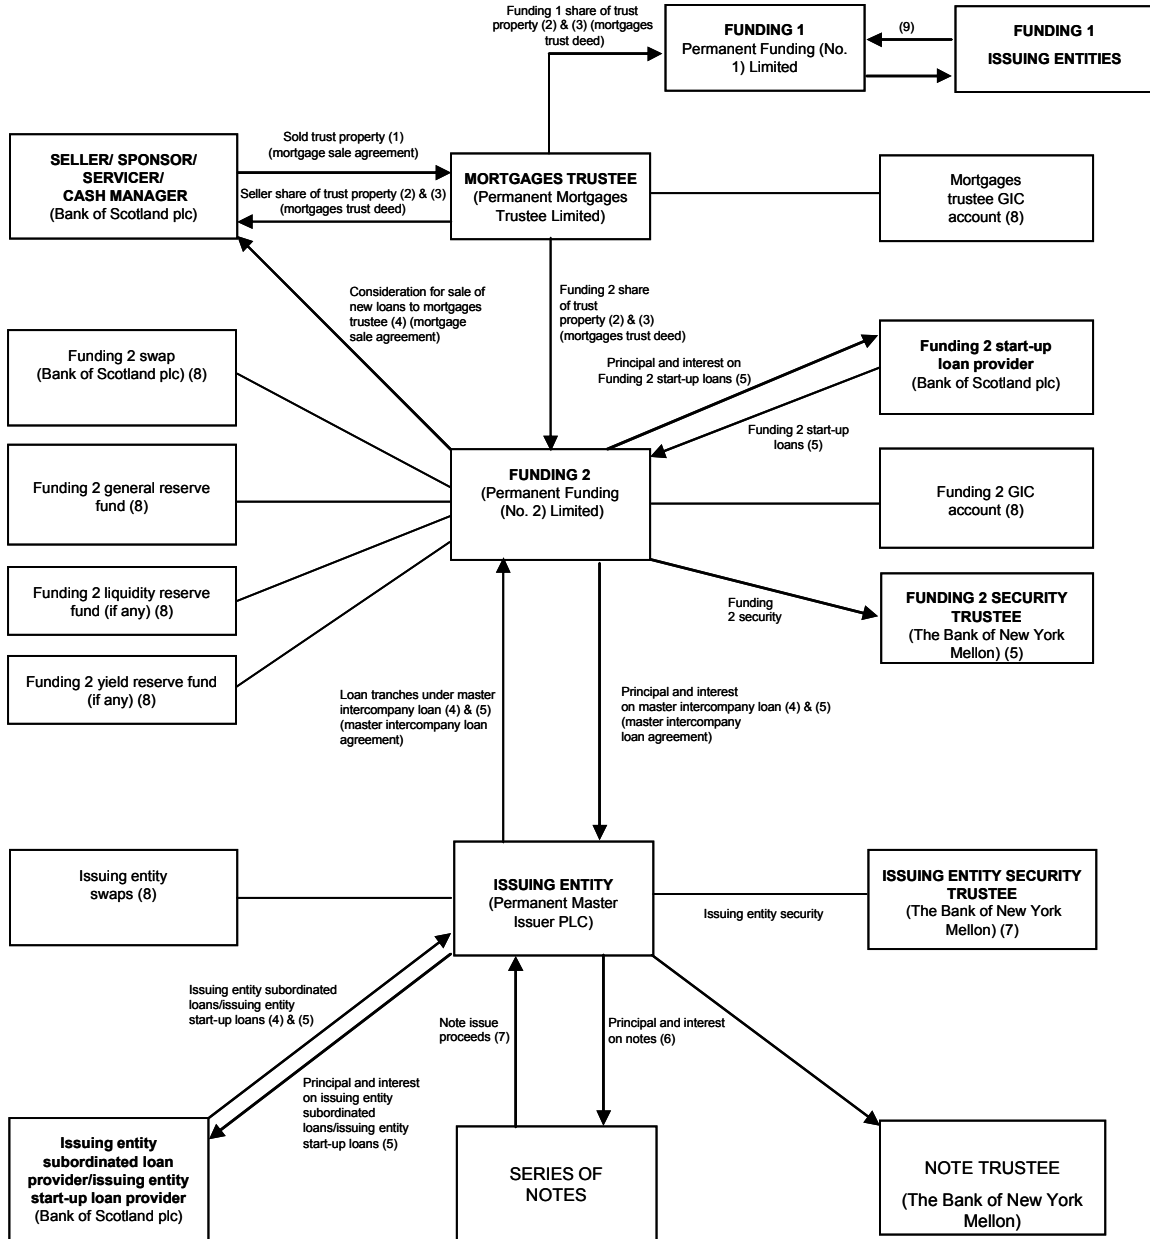 Funding 1 share of trust
property (2) & (3) (mortgages
trust deed)
FUNDING 1
Permanent Funding (No.
1) Limited
(9)
FUNDING 1
ISSUING ENTITIES
SELLER/ SPONSOR/
SERVICER/
CASH MANAGER
(Bank of Scotland plc)
Sold trust property (1)
(mortgage sale agreement)
Seller share of trust property (2) & (3)
(mortgages trust deed)
MORTGAGES TRUSTEE
(Permanent Mortgages
Trustee Limited)
Mortgages
trustee GIC
account (8)
Consideration for sale of
new loans to mortgages
trustee (4) (mortgage
sale agreement)
Funding 2 share
of trust
property (2) & (3)
(mortgages trust deed)
Funding 2 swap
(Bank of Scotland plc) (8)
Principal and interest on
Funding 2 start-up loans (5)
Funding 2 start-up
loan provider
(Bank of Scotland plc)
Funding 2 start-up
loans (5)
Funding 2 general reserve
fund (8)
FUNDING 2
(Permanent Funding
(No. 2) Limited)
Funding 2 GIC
account (8)
Funding 2 liquidity reserve
fund (if any) (8)
Funding
2 security
FUNDING 2 SECURITY
TRUSTEE
(The Bank of New York
Mellon) (5)
Funding 2 yield reserve fund
(if any) (8)
Loan tranches under master
intercompany loan (4) & (5)
(master intercompany loan
agreement)
Principal and interest
on master intercompany loan (4) & (5)
(master intercompany
loan agreement)
Issuing entity
swaps (8)
ISSUING ENTITY
(Permanent Master
Issuer PLC)
Issuing entity security
ISSUING ENTITY SECURITY
TRUSTEE
(The Bank of New York
Mellon) (7)
Issuing entity subordinated
loans/issuing entity
start-up loans (4) & (5)
Note issue
proceeds (7)
Principal and interest
on notes (6)
Principal and interest
on issuing entity
subordinated
loans/issuing entity
start-up loans (5)
Issuing entity
subordinated loan
provider/issuing entity
start-up loan provider
(Bank of Scotland plc)
SERIES OF
NOTES
NOTE TRUSTEE
(The Bank of New York
Mellon)